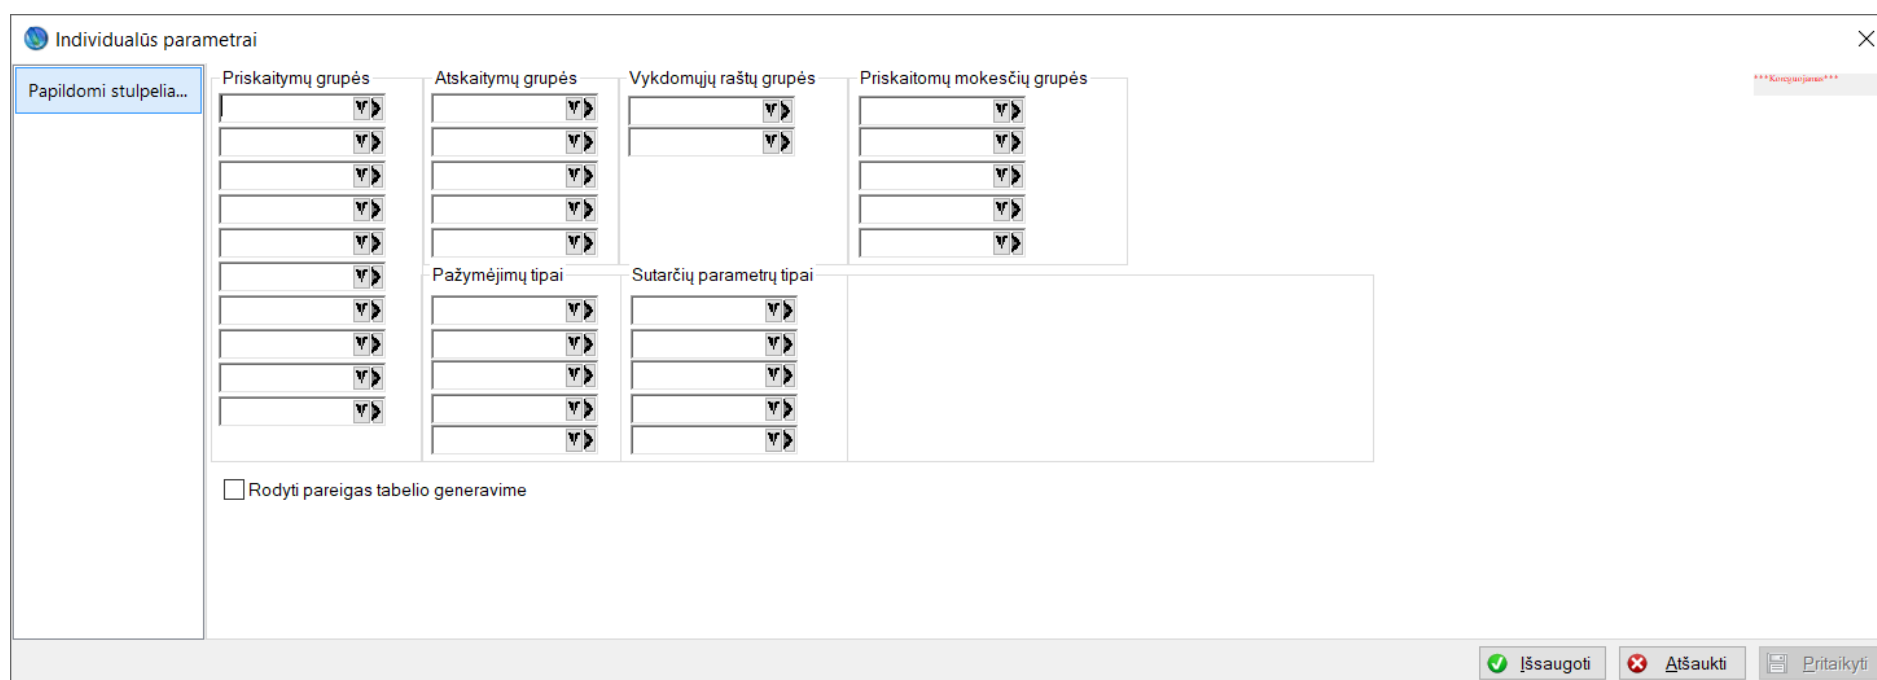 Individualūs parametrai
Papildomi stulpelia...
Priskaitymų grupės
Atskaitymų grupės
Vykdomųjų raštų grupės
Priskaitomų mokesčių grupės
***Koreguojamas***
Pažymėjimų tipai
Sutarčių parametrų tipai
Rodyti pareigas tabelio generavime
Išsaugoti
Atšaukti
Pritaikyti